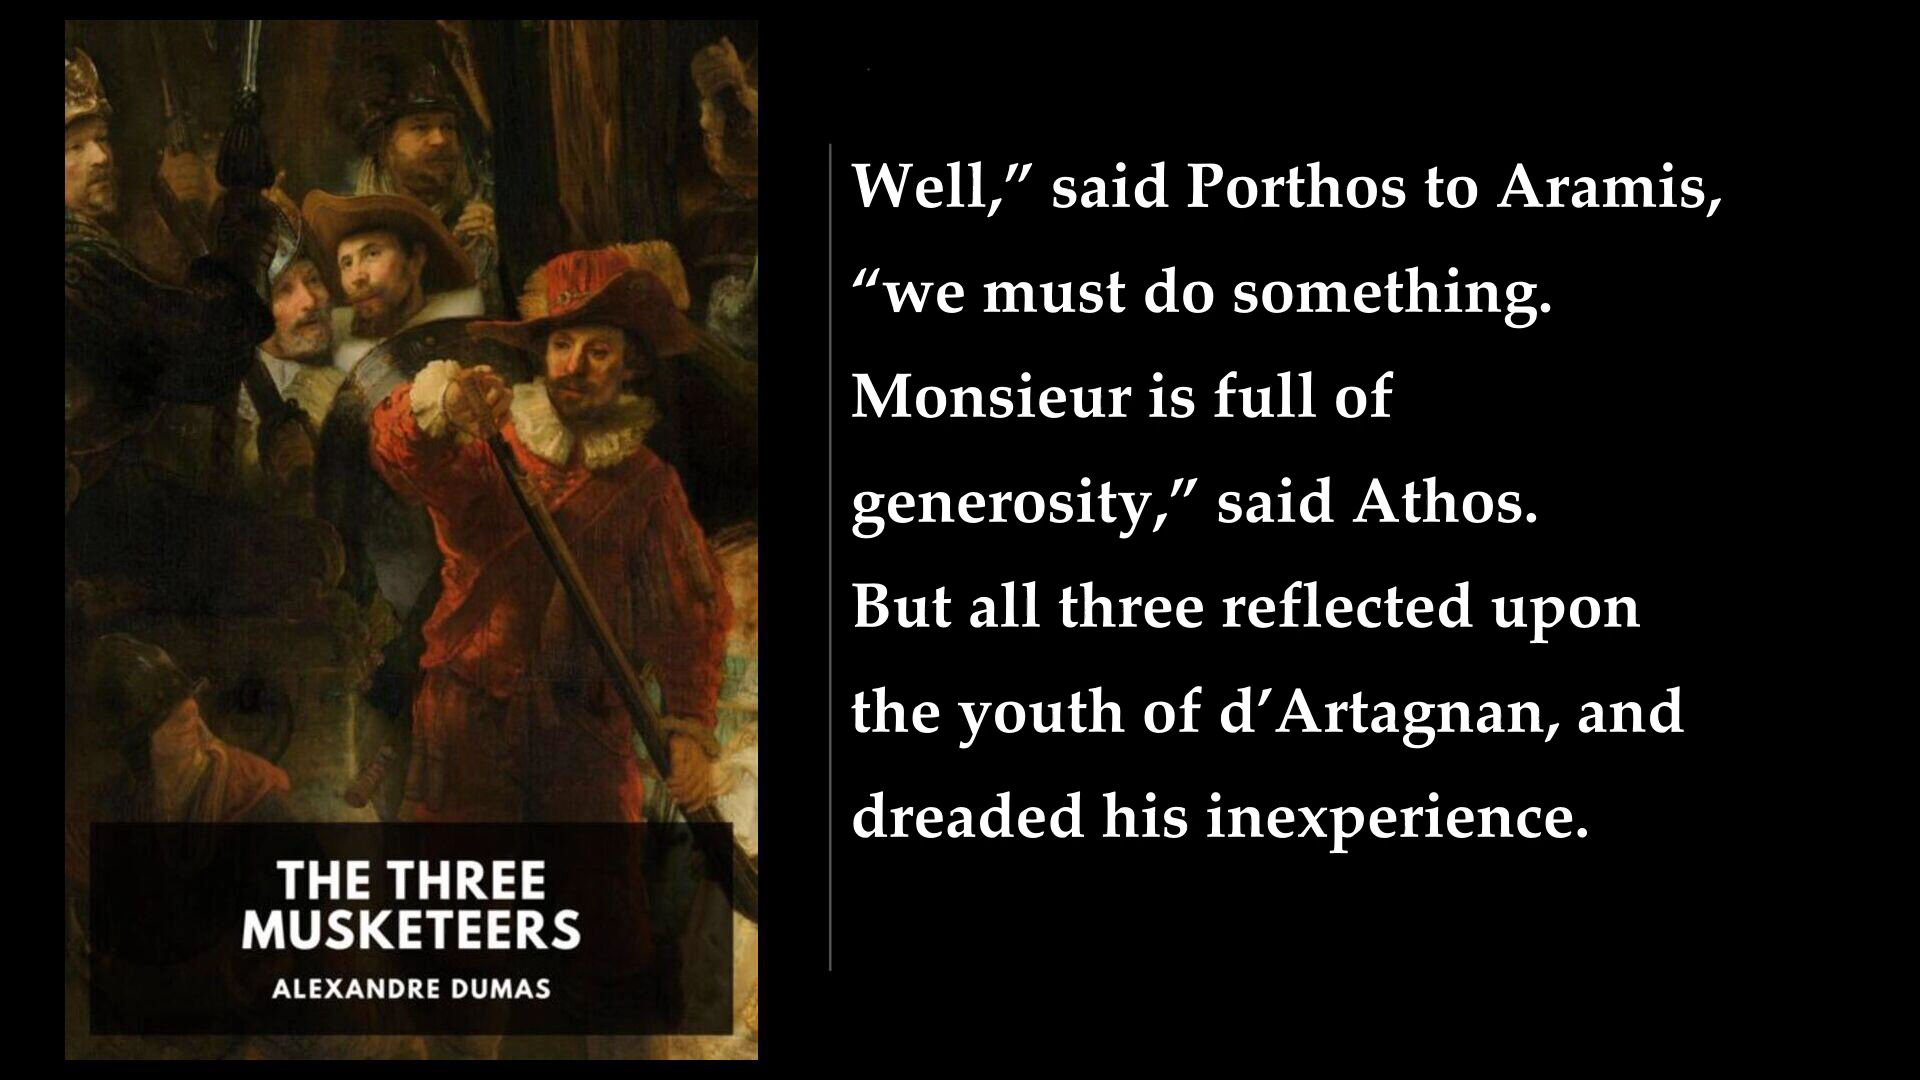 Well,” said Porthos to Aramis,
“we must do something.
Monsieur is full of
generosity,” said Athos.
But all three reflected upon
the youth of d’Artagnan, and
dreaded his inexperience.
THE THREE
MUSKETEERS
ALEXANDRE DUMAS